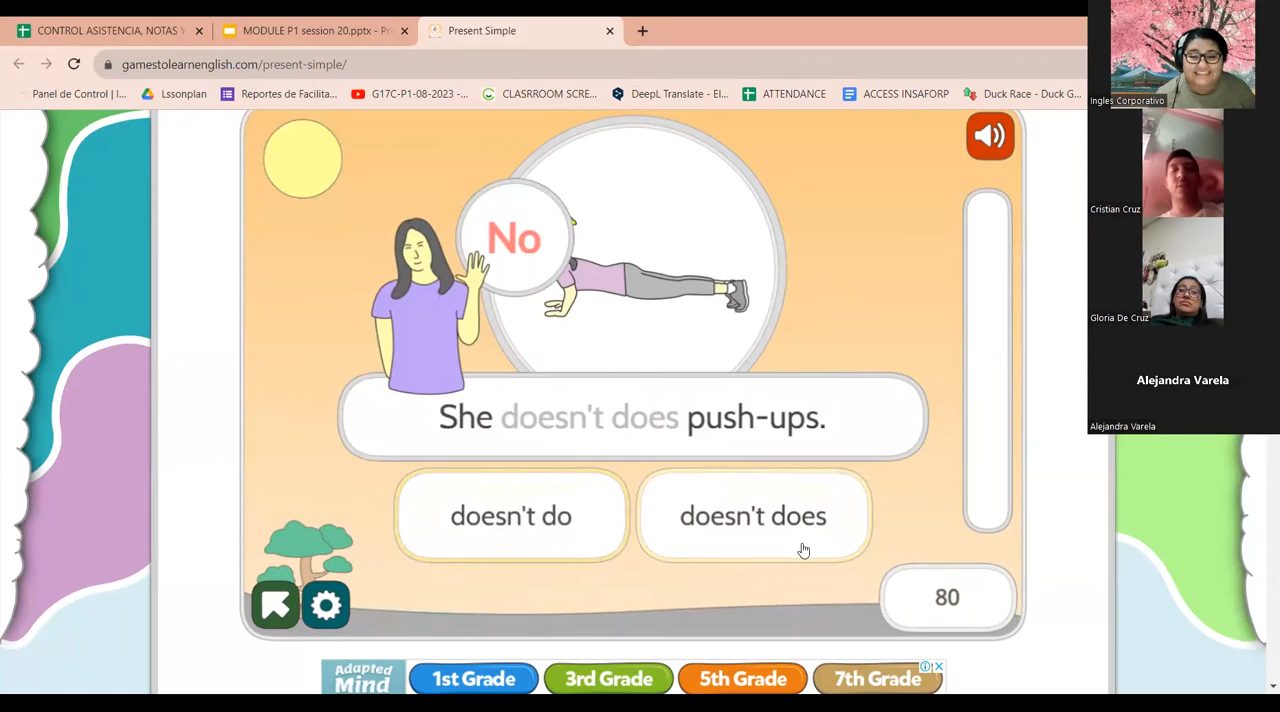 CONTROL ASISTENCIA, NOTAS Y
MODULE P1 session 20.pptx - Pre
Present Simple
gamestolearnenglish.com/present-simple/
Panel de Control | I...
Lssonplan
Reportes de Facilita...
G17C-P1-08-2023 -...
CLASSROOM SCRE...
DeepL Translate - El...
ATTENDANCE
ACCESS INSAFORP
Duck Race - Duck G...
Ingles Corporativo
Cristian Cruz
Gloria De Cruz
Alejandra Varela
Alejandra Varela
No
She doesn't does push-ups.
doesn't do
doesn't does
80
Adapted
Mind
1st Grade
3rd Grade
5th Grade
7th Grade